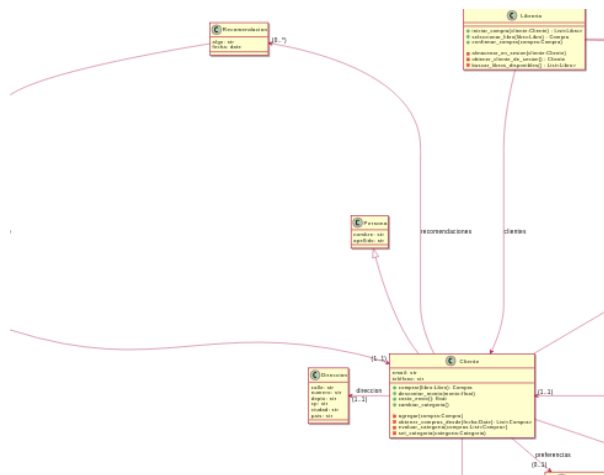 C Recomendacion
algo: str
fecha: date
(0..*)
C Libreria
iniciar_compra(cliente:Cliente) : List<Libro>
seleccionar_libro(libro:Libro) : Compra
confirmar_compra(compra:Compra)
almacenar_en_sesion(cliente:Cliente)
obtener_cliente_de_sesion() : Cliente
buscar_libros_disponibles() : List<Libro>
C Persona
nombre: str
apellido: str
recomendaciones
clientes
(1..1)
C Cliente
email: str
teléfono: str
comprar(libro:Libro): Compra
descontar_monto(monto:float)
cambiar_categoria()
agregar(compra:Compra)
obtener_compras_desde(fecha:Date): List<Compra>
evaluar_categoria(compras:List<Compra>)
set_categoria(categoria:Categoria)
C Direccion
calle: str
numero: str
depto: str
cp: str
ciudad: str
pais: str
direccion
(1..1)
(1..1)
preferencias
(0..1)